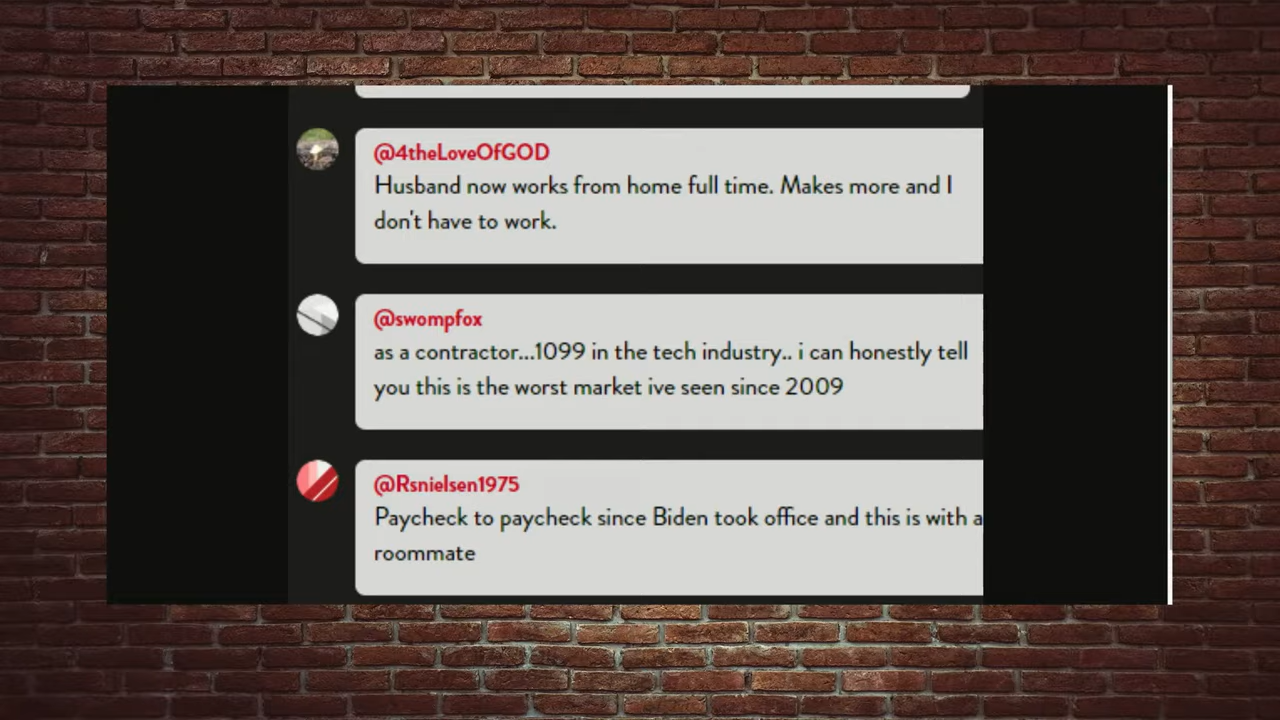 @4theLoveOfGOD
Husband now works from home full time. Makes more and I
don't have to work.
@swompfox
as a contractor...1099 in the tech industry.. i can honestly tell
you this is the worst market ive seen since 2009
@Rsnielsen1975
Paycheck to paycheck since Biden took office and this is with a
roommate